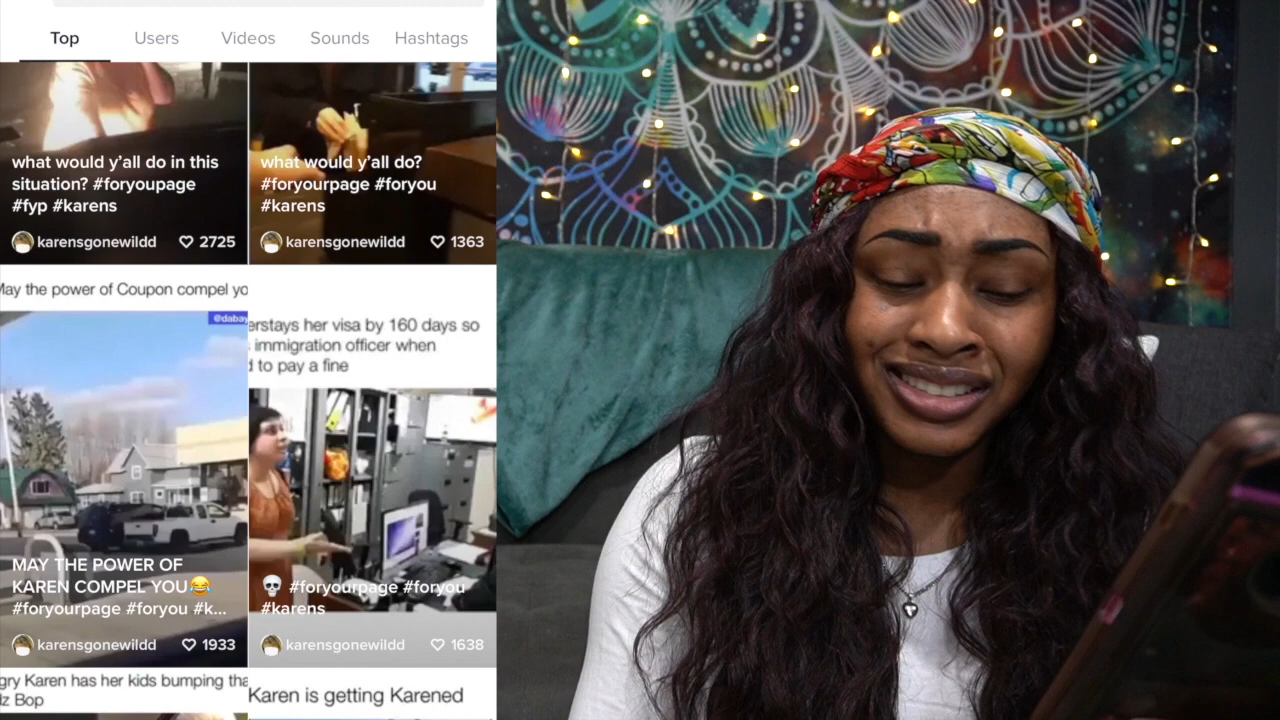 Top
Users
Videos
Sounds
Hashtags
what would y'all do in this
situation? #foryoupage
#fyp #karens
karensgonewildd
2725
what would y'all do?
#foryourpage #foryou
#karens
karensgonewildd
1363
May the power of Coupon compel yo
@dabay
MAY THE POWER OF
KAREN COMPEL YOU😂
#foryourpage #foryou #k...
karensgonewildd
1933
erstays her visa by 160 days so
immigration officer when
to pay a fine
💀 #foryourpage #foryou
#karens
karensgonewildd
1638
gry Karen has her kids bumping tha
dz Bop
Karen is getting Karened